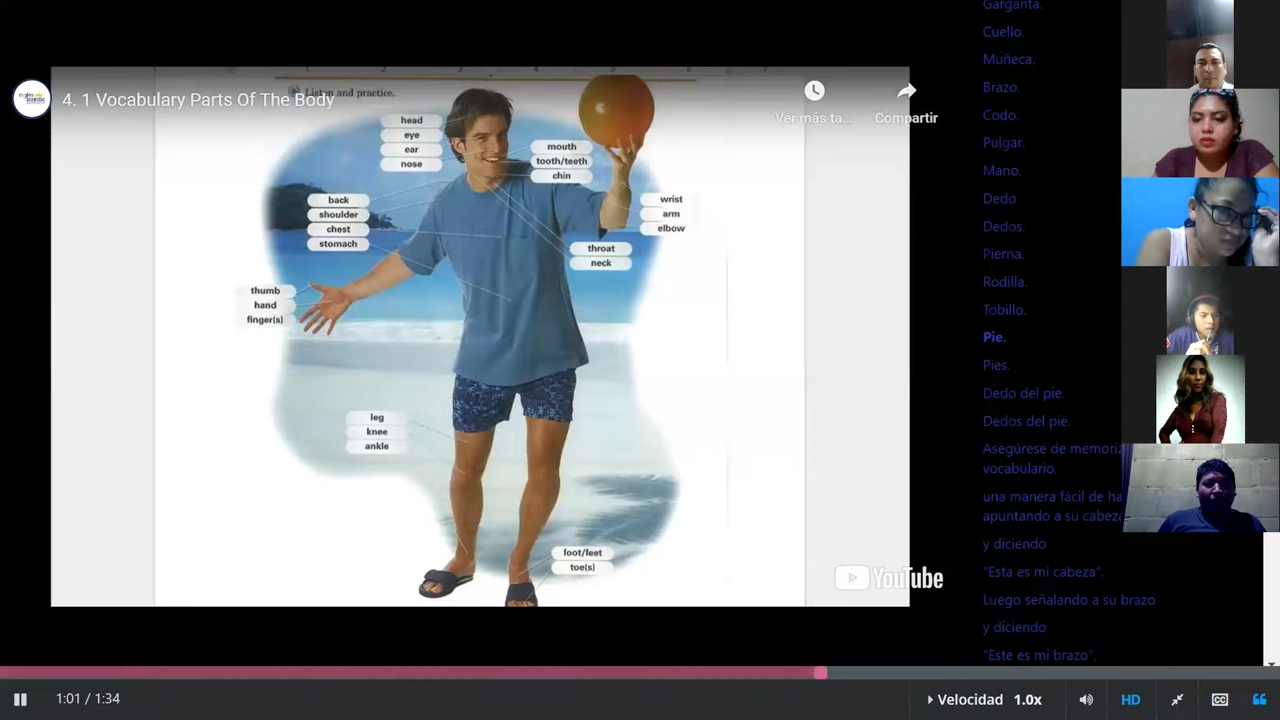 4. 1 Vocabulary Parts Of The Body
Listen and practice.
Ver más ta...
Compartir
head
eye
ear
nose
mouth
tooth/teeth
chin
back
shoulder
chest
stomach
wrist
arm
elbow
throat
neck
thumb
hand
finger(s)
leg
knee
ankle
foot/feet
toe(s)
YouTube
Garganta.
Cuello.
Muñeca.
Brazo.
Codo.
Pulgar.
Mano.
Dedo
Dedos.
Pierna.
Rodilla.
Tobillo.
Pie.
Pies.
Dedo del pie.
Dedos del pie.
Asegúrese de memoriz
vocabulario.
una manera fácil de ha
apuntando a su cabeza
y diciendo
"Esta es mi cabeza".
Luego señalando a su brazo
y diciendo
"Este es mi brazo".
1:01 / 1:34
Velocidad 1.0x
HD
CC